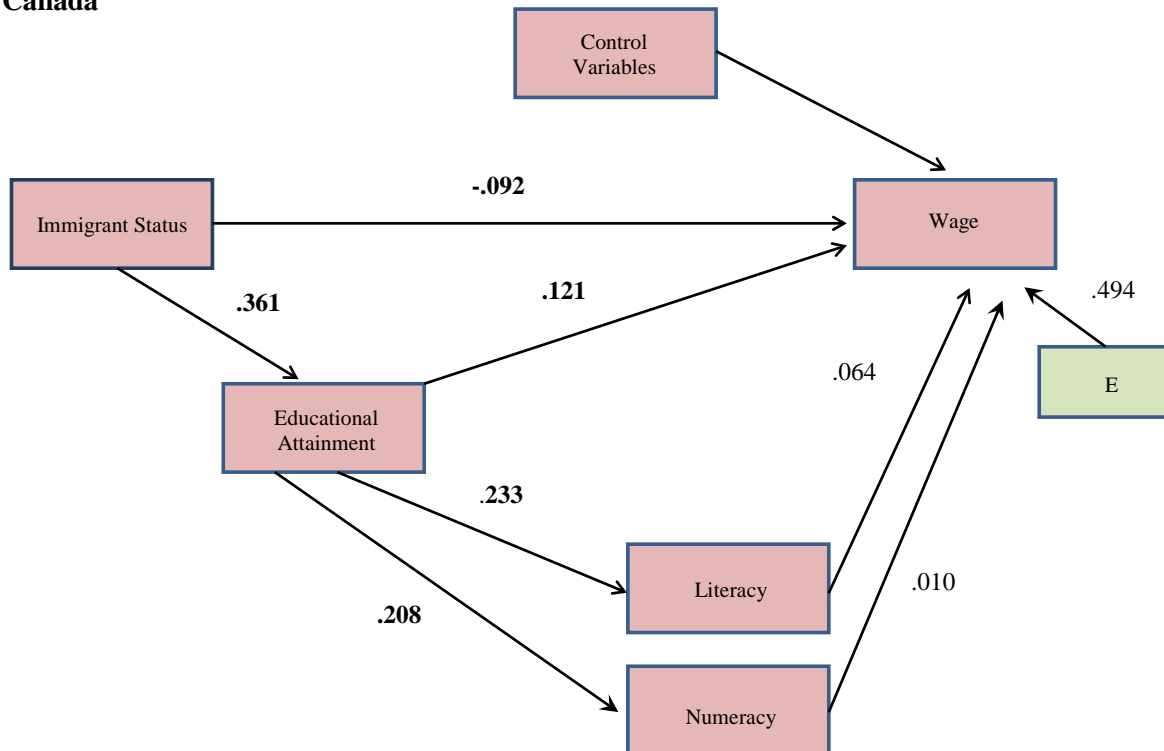 Canada
Control
Variables
Immigrant Status
-.092
Wage
.361
.121
.494
.064
E
Educational
Attainment
.233
.010
Literacy
.208
Numeracy